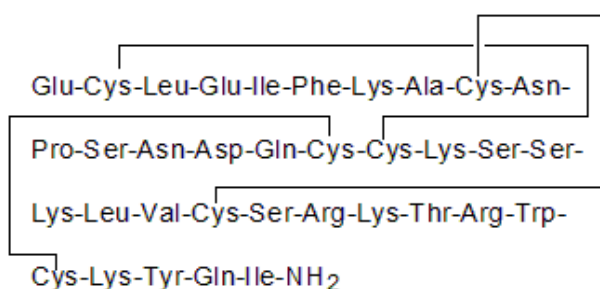 Glu-Cys-Leu-Glu-Ile-Phe-Lys-Ala-Cys-Asn-
Pro-Ser-Asn-Asp-Gln-Cys-Cys-Lys-Ser-Ser-
Lys-Leu-Val-Cys-Ser-Arg-Lys-Thr-Arg-Trp-
Cys-Lys-Tyr-Gln-Ile-NH₂